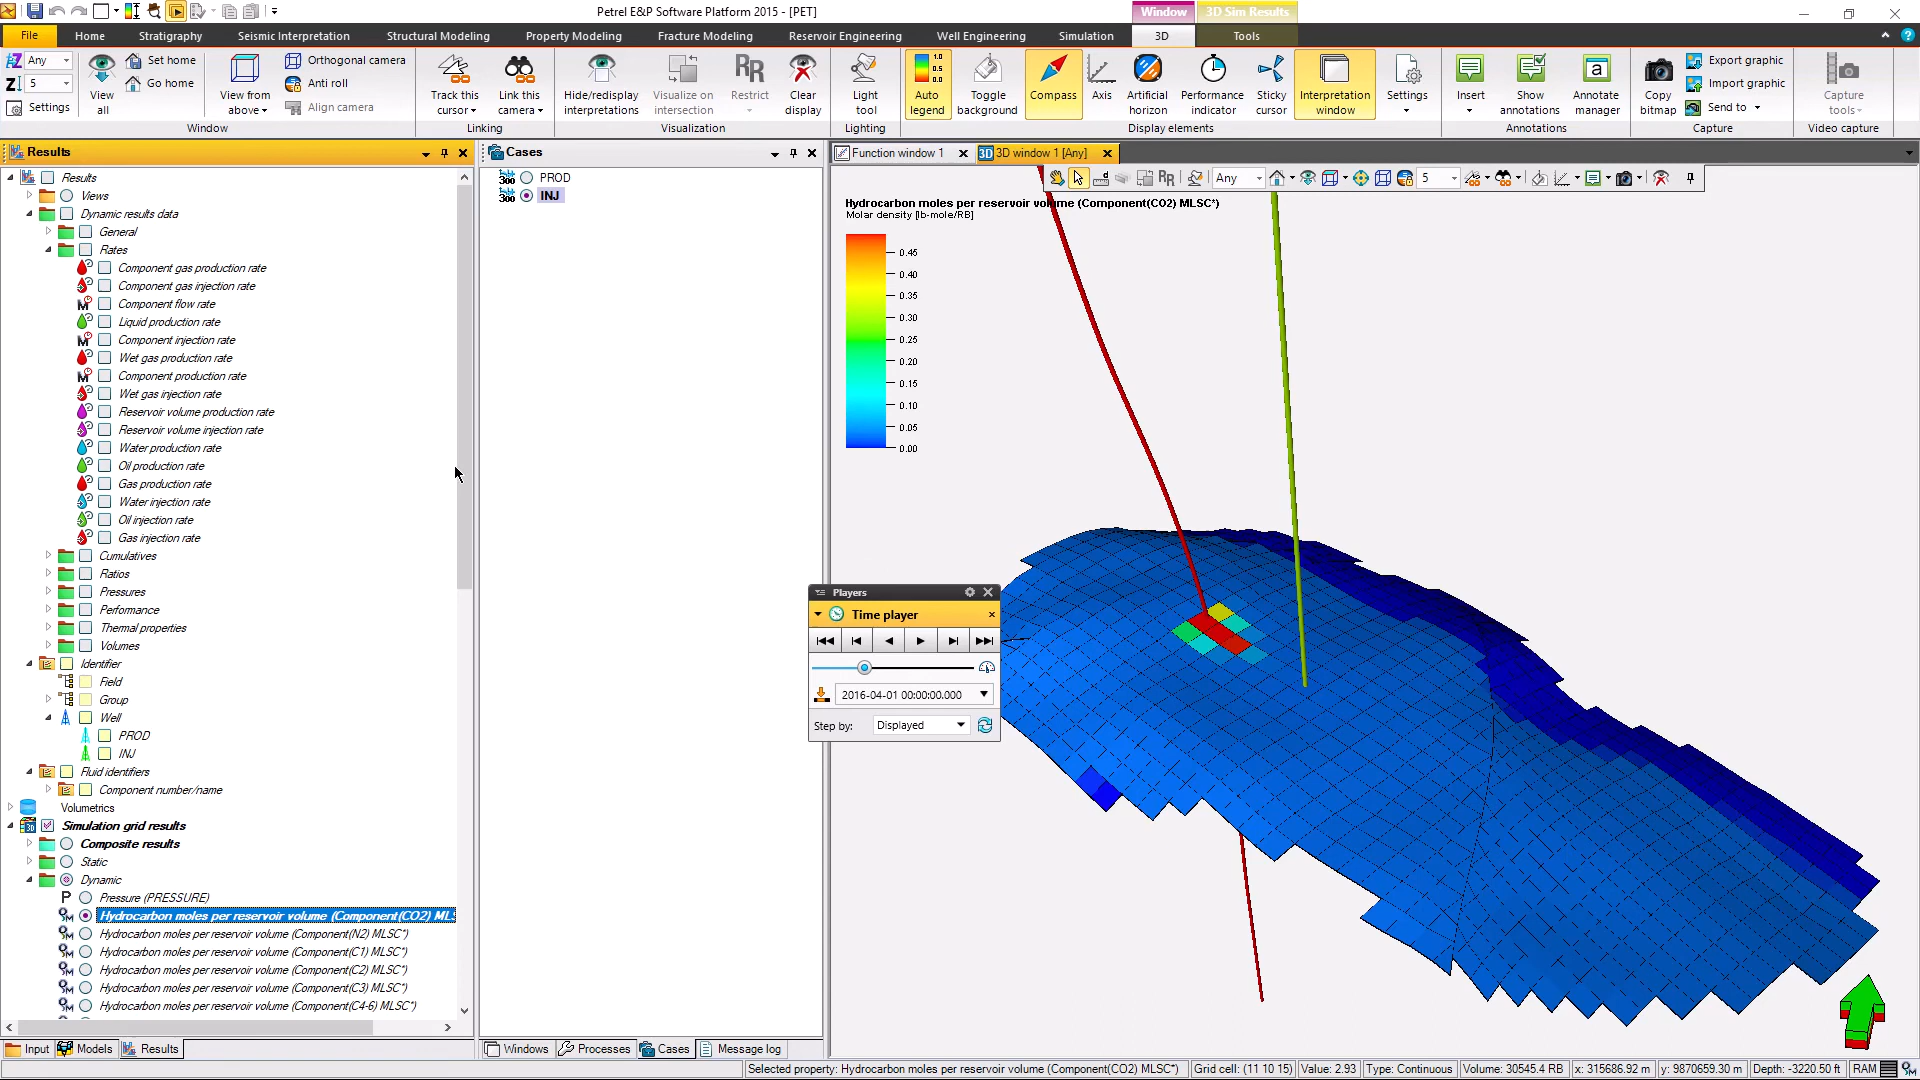 Petrel E&P Software Platform 2015 - [PET]
Window
3D Sim Results
File
Home
Stratigraphy
Seismic Interpretation
Structural Modeling
Property Modeling
Fracture Modeling
Reservoir Engineering
Well Engineering
Simulation
3D
Tools
Any
5
Settings
View all
Set home
Go home
View from above
Orthogonal camera
Anti roll
Align camera
Track this cursor
Link this camera
Hide/redisplay interpretations
Visualize on intersection
Restrict
Clear display
Light tool
Auto legend
Toggle background
Compass
Axis
Artificial horizon
Performance indicator
Sticky cursor
Interpretation window
Settings
Insert
Show annotations
Annotate manager
Copy bitmap
Export graphic
Import graphic
Send to
Capture tools
Window
Linking
Visualization
Lighting
Display elements
Annotations
Capture
Video capture
Results
Results
Views
Dynamic results data
General
Rates
Component gas production rate
Component gas injection rate
Component flow rate
Liquid production rate
Component injection rate
Wet gas production rate
Component production rate
Wet gas injection rate
Reservoir volume production rate
Reservoir volume injection rate
Water production rate
Oil production rate
Gas production rate
Water injection rate
Oil injection rate
Gas injection rate
Cumulatives
Ratios
Pressures
Performance
Thermal properties
Volumes
Identifier
Field
Group
Well
PROD
INJ
Fluid identifiers
Component number/name
Volumetrics
Simulation grid results
Composite results
Static
Dynamic
Pressure (PRESSURE)
Hydrocarbon moles per reservoir volume (Component(CO2) MLS
Hydrocarbon moles per reservoir volume (Component(N2) MLSC*)
Hydrocarbon moles per reservoir volume (Component(C1) MLSC*)
Hydrocarbon moles per reservoir volume (Component(C2) MLSC*)
Hydrocarbon moles per reservoir volume (Component(C3) MLSC*)
Hydrocarbon moles per reservoir volume (Component(C4-6) MLSC*)
Input
Models
Results
Cases
PROD
INJ
Windows
Processes
Cases
Message log
Function window 1
3D window 1 [Any]
Any
5
Hydrocarbon moles per reservoir volume (Component(CO2) MLSC*)
Molar density [lb-mole/RB]
0.45
0.40
0.35
0.30
0.25
0.20
0.15
0.10
0.05
0.00
Players
Time player
2016-04-01 00:00:00.000
Step by:
Displayed
Selected property: Hydrocarbon moles per reservoir volume (Component(CO2) MLSC*)
Grid cell: (11 10 15)
Value: 2.93
Type: Continuous
Volume: 30545.4 RB
x: 315686.92 m
y: 9870659.30 m
Depth: -3220.50 ft
RAM